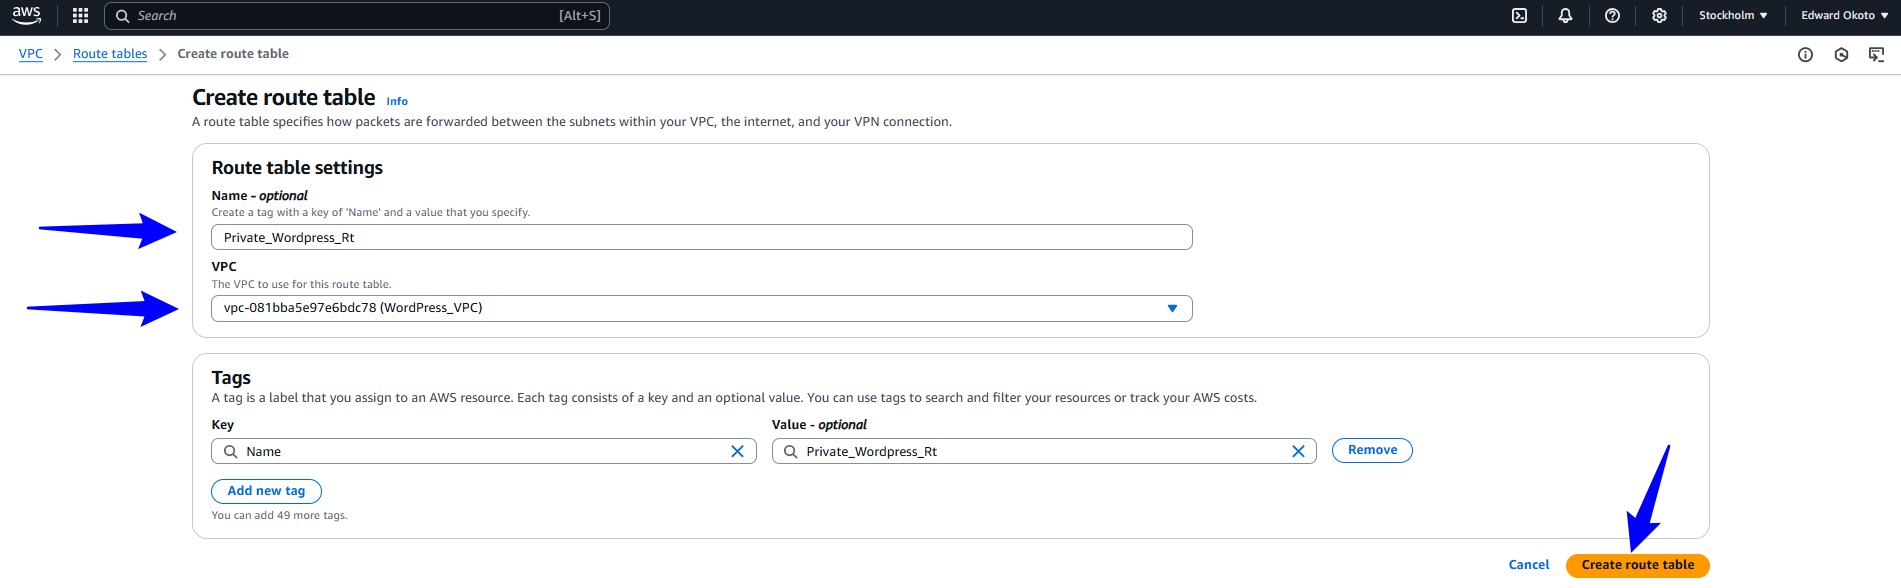 aws
Search [Alt+S] Stockholm Edward Okoto
VPC Route tables Create route table
Create route table Info
A route table specifies how packets are forwarded between the subnets within your VPC, the internet, and your VPN connection.
Route table settings
Name - optional
Create a tag with a key of 'Name' and a value that you specify.
Private_Wordpress_Rt
VPC
The VPC to use for this route table.
vpc-081bba5e97e6bdc78 (WordPress_VPC)
Tags
A tag is a label that you assign to an AWS resource. Each tag consists of a key and an optional value. You can use tags to search and filter your resources or track your AWS costs.
Key Value - optional
Name Private_Wordpress_Rt Remove
Add new tag
You can add 49 more tags.
Cancel Create route table